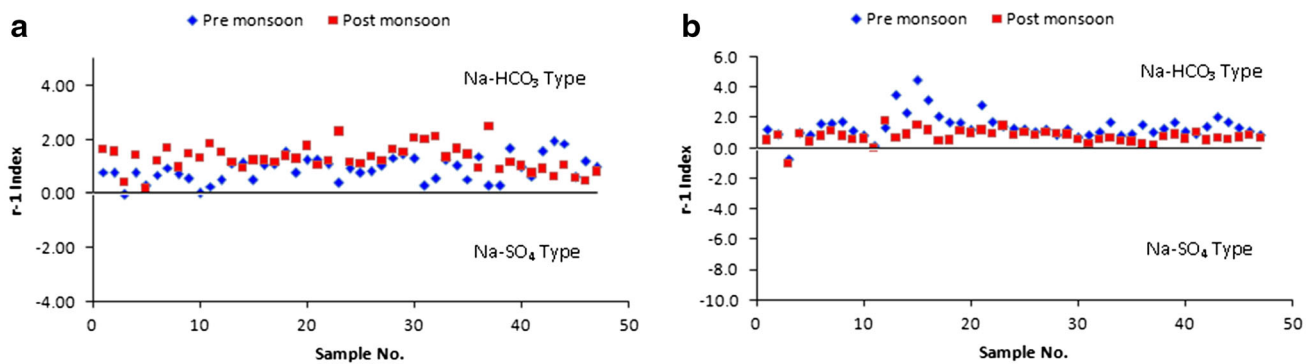 a
Pre monsoon Post monsoon
4.00
2.00
0.00
-2.00
-4.00
r-1 Index
Na-HCO₃ Type
Na-SO₄ Type
0 10 20 30 40 50
Sample No.
b
Pre monsoon Post monsoon
6.0
4.0
2.0
0.0
-2.0
-4.0
-6.0
-8.0
-10.0
r-1 Index
Na-HCO₃ Type
Na-SO₄ Type
0 10 20 30 40 50
Sample No.